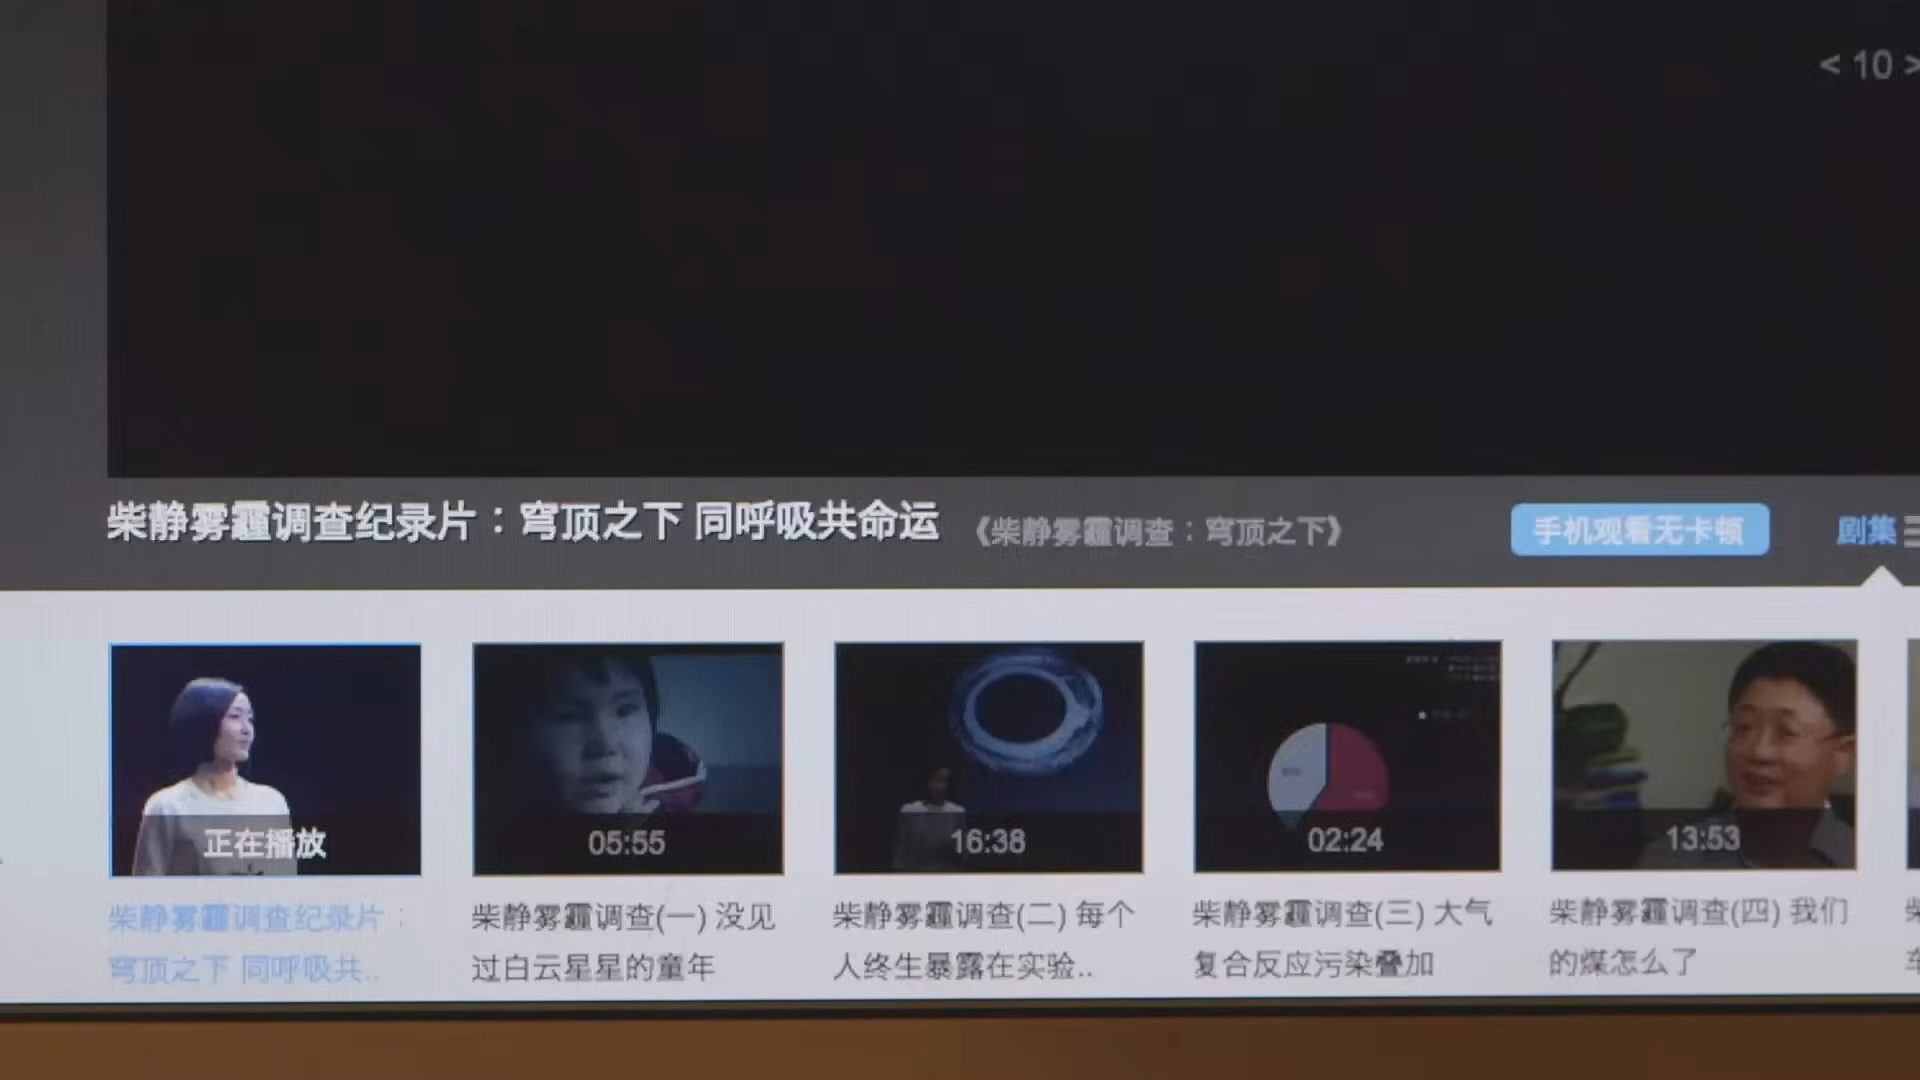 < 10 >
柴静雾霾调查纪录片：穹顶之下 同呼吸共命运 《柴静雾霾调查：穹顶之下》 手机观看无卡顿 剧集
正在播放
05:55
16:38
02:24
13:53
柴静雾霾调查纪录片：
穹顶之下 同呼吸共..
柴静雾霾调查(一) 没见
过白云星星的童年
柴静雾霾调查(二) 每个
人终生暴露在实验..
柴静雾霾调查(三) 大气
复合反应污染叠加
柴静雾霾调查(四) 我们
的煤怎么了